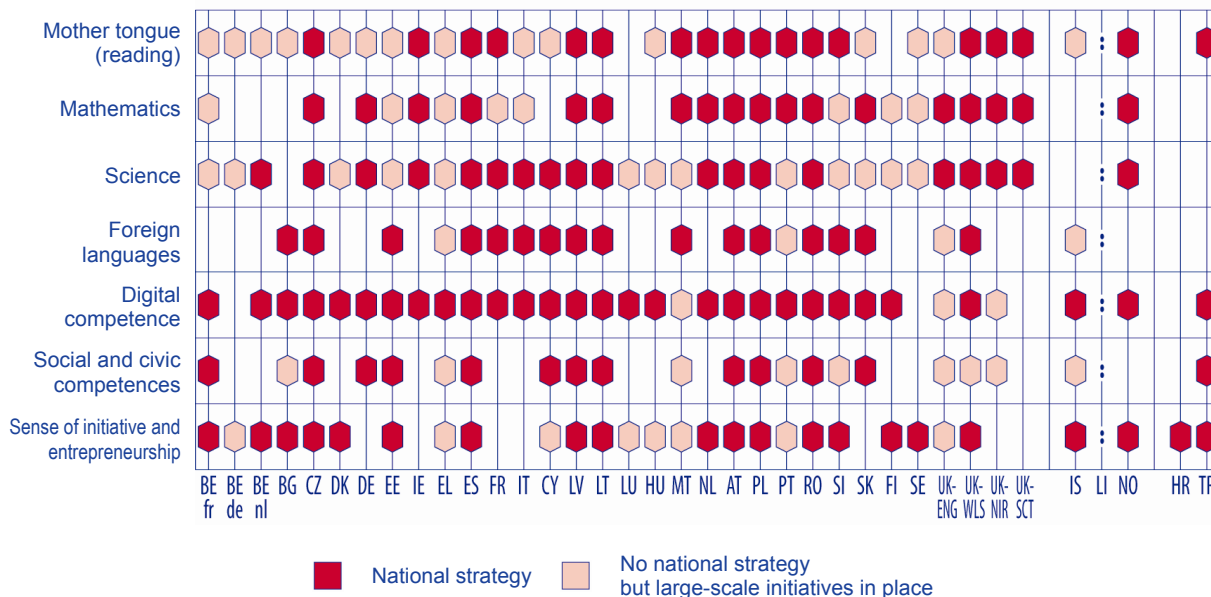 Mother tongue
(reading)
Mathematics
Science
Foreign
languages
Digital
competence
Social and civic
competences
Sense of initiative and
entrepreneurship
BE BE BE BG CZ DK DE EE IE EL ES FR IT CY LV LT LU HU MT NL AT PL PT RO SI SK FI SE UK- UK- UK- UK- IS LI NO HR TR
fr de nl ENG WLS NIR SCT
National strategy
No national strategy
but large-scale initiatives in place